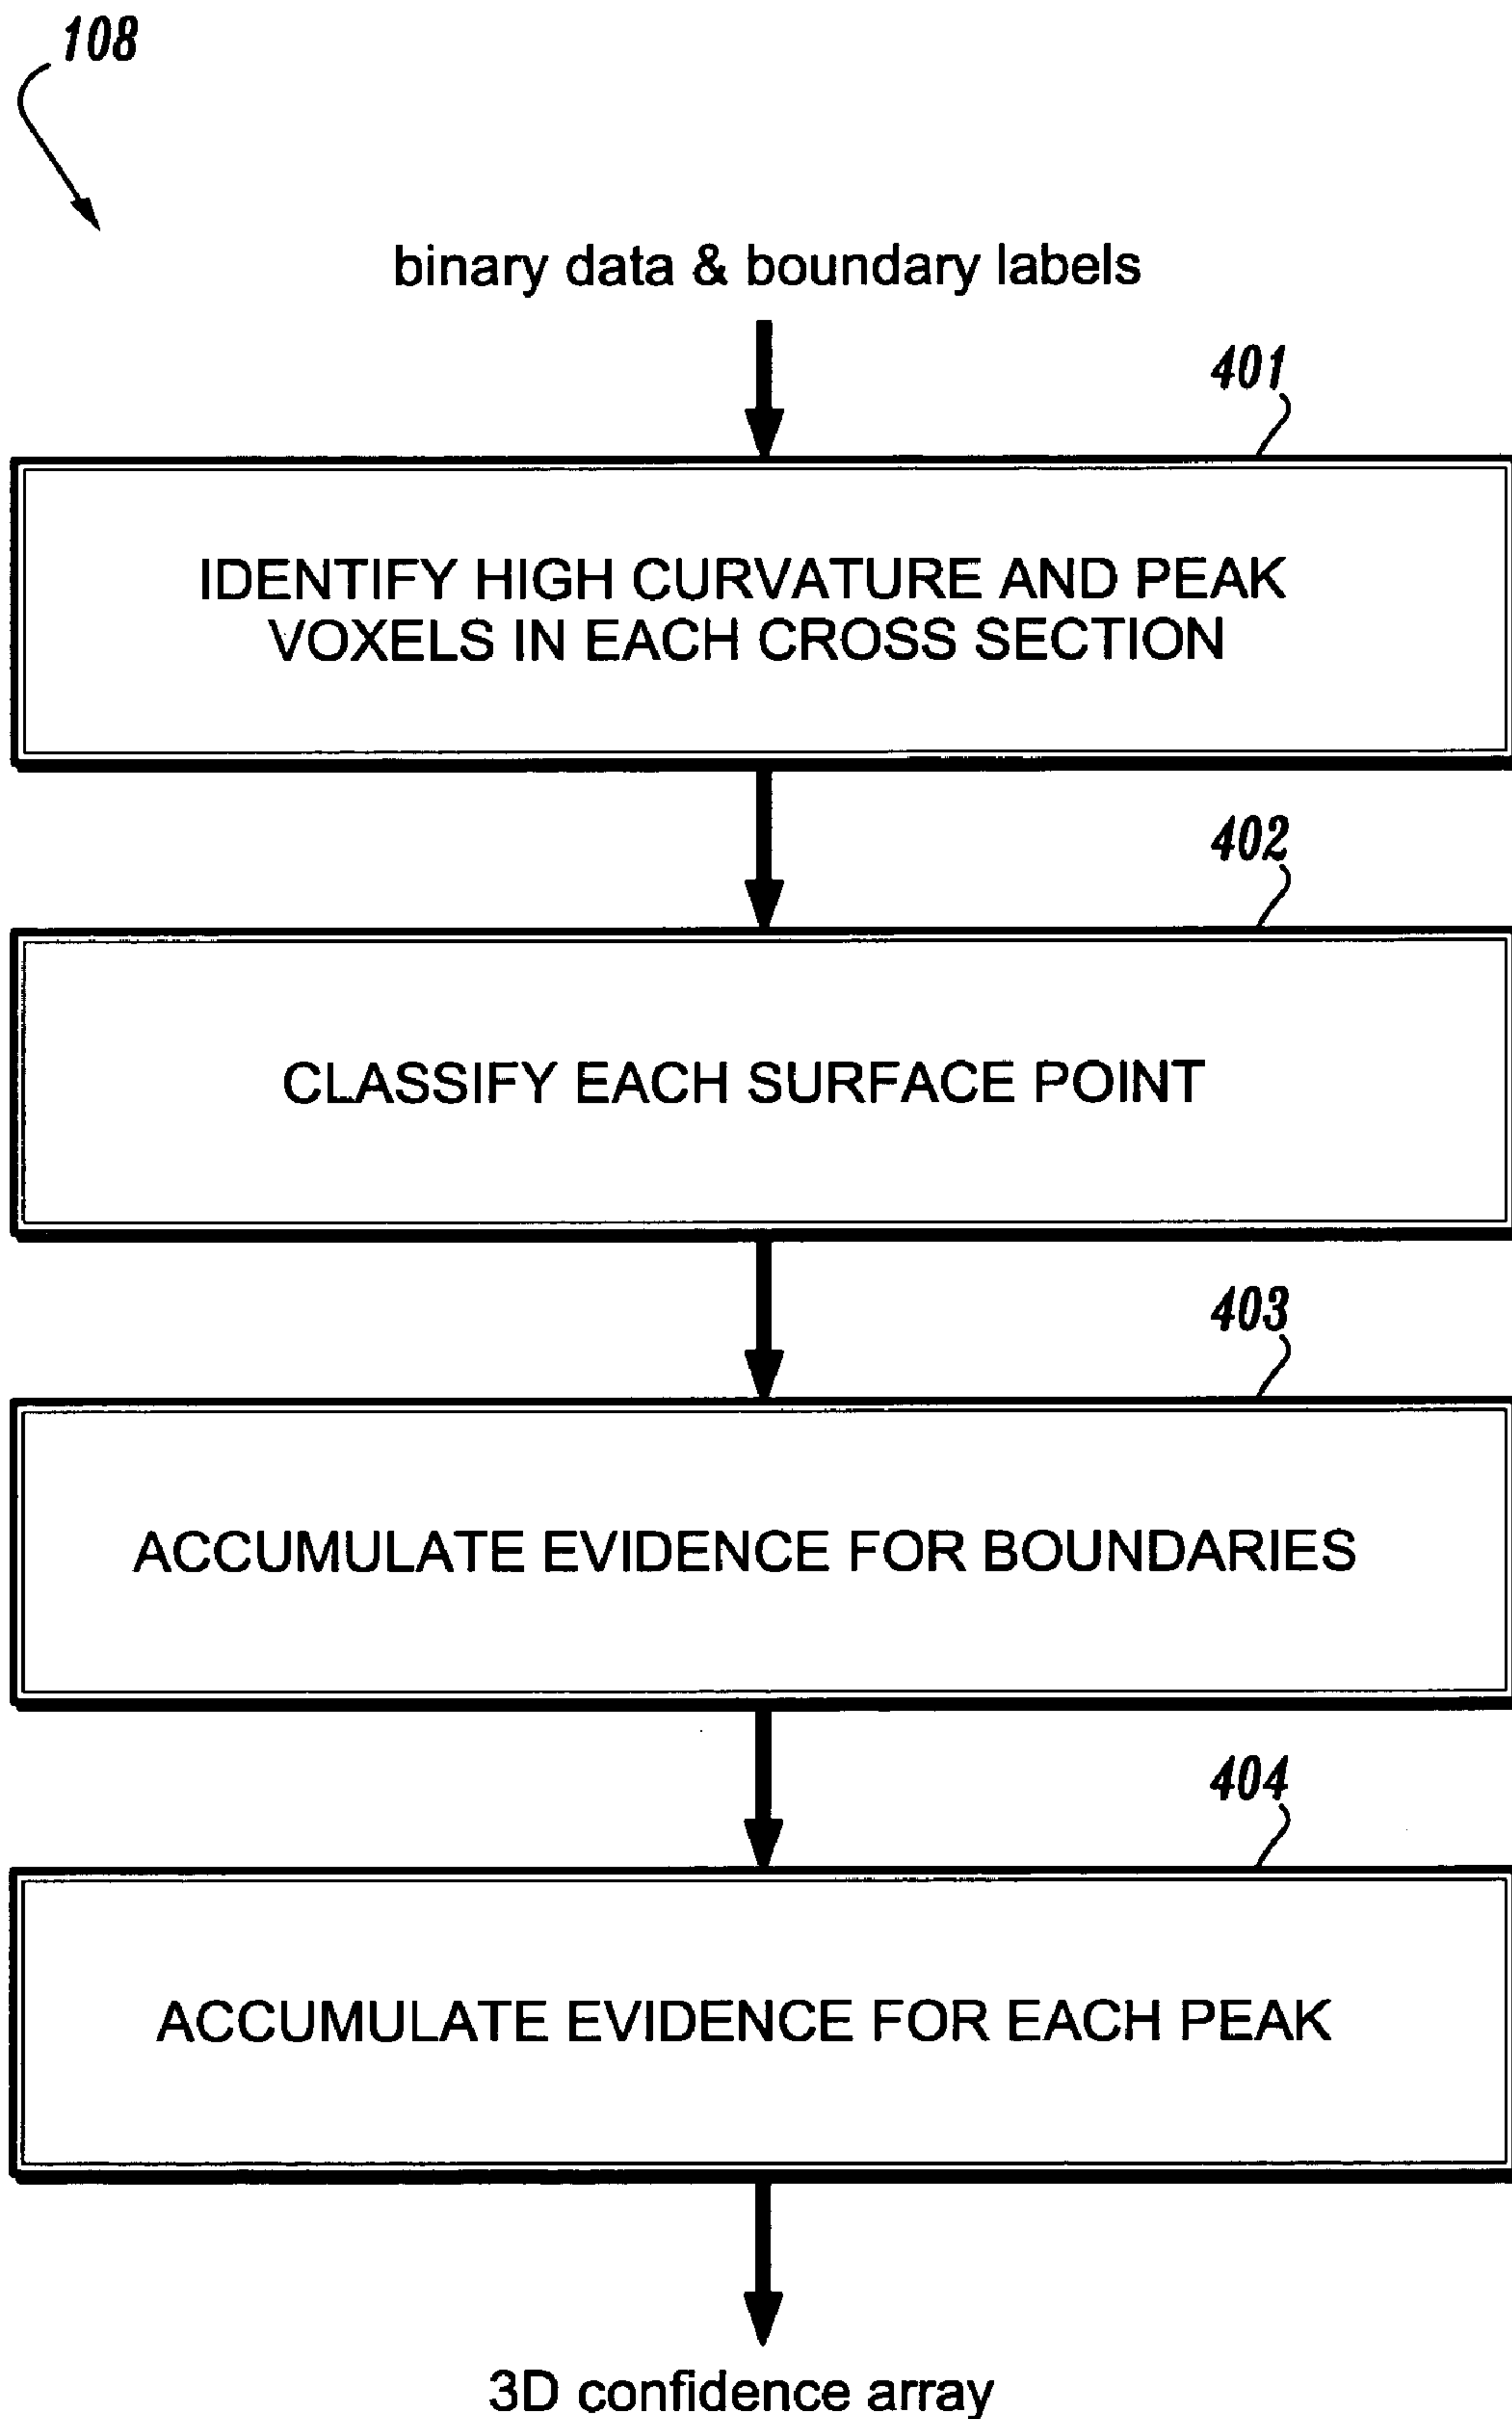 108
binary data & boundary labels
401
IDENTIFY HIGH CURVATURE AND PEAK
VOXELS IN EACH CROSS SECTION
402
CLASSIFY EACH SURFACE POINT
403
ACCUMULATE EVIDENCE FOR BOUNDARIES
404
ACCUMULATE EVIDENCE FOR EACH PEAK
3D confidence array